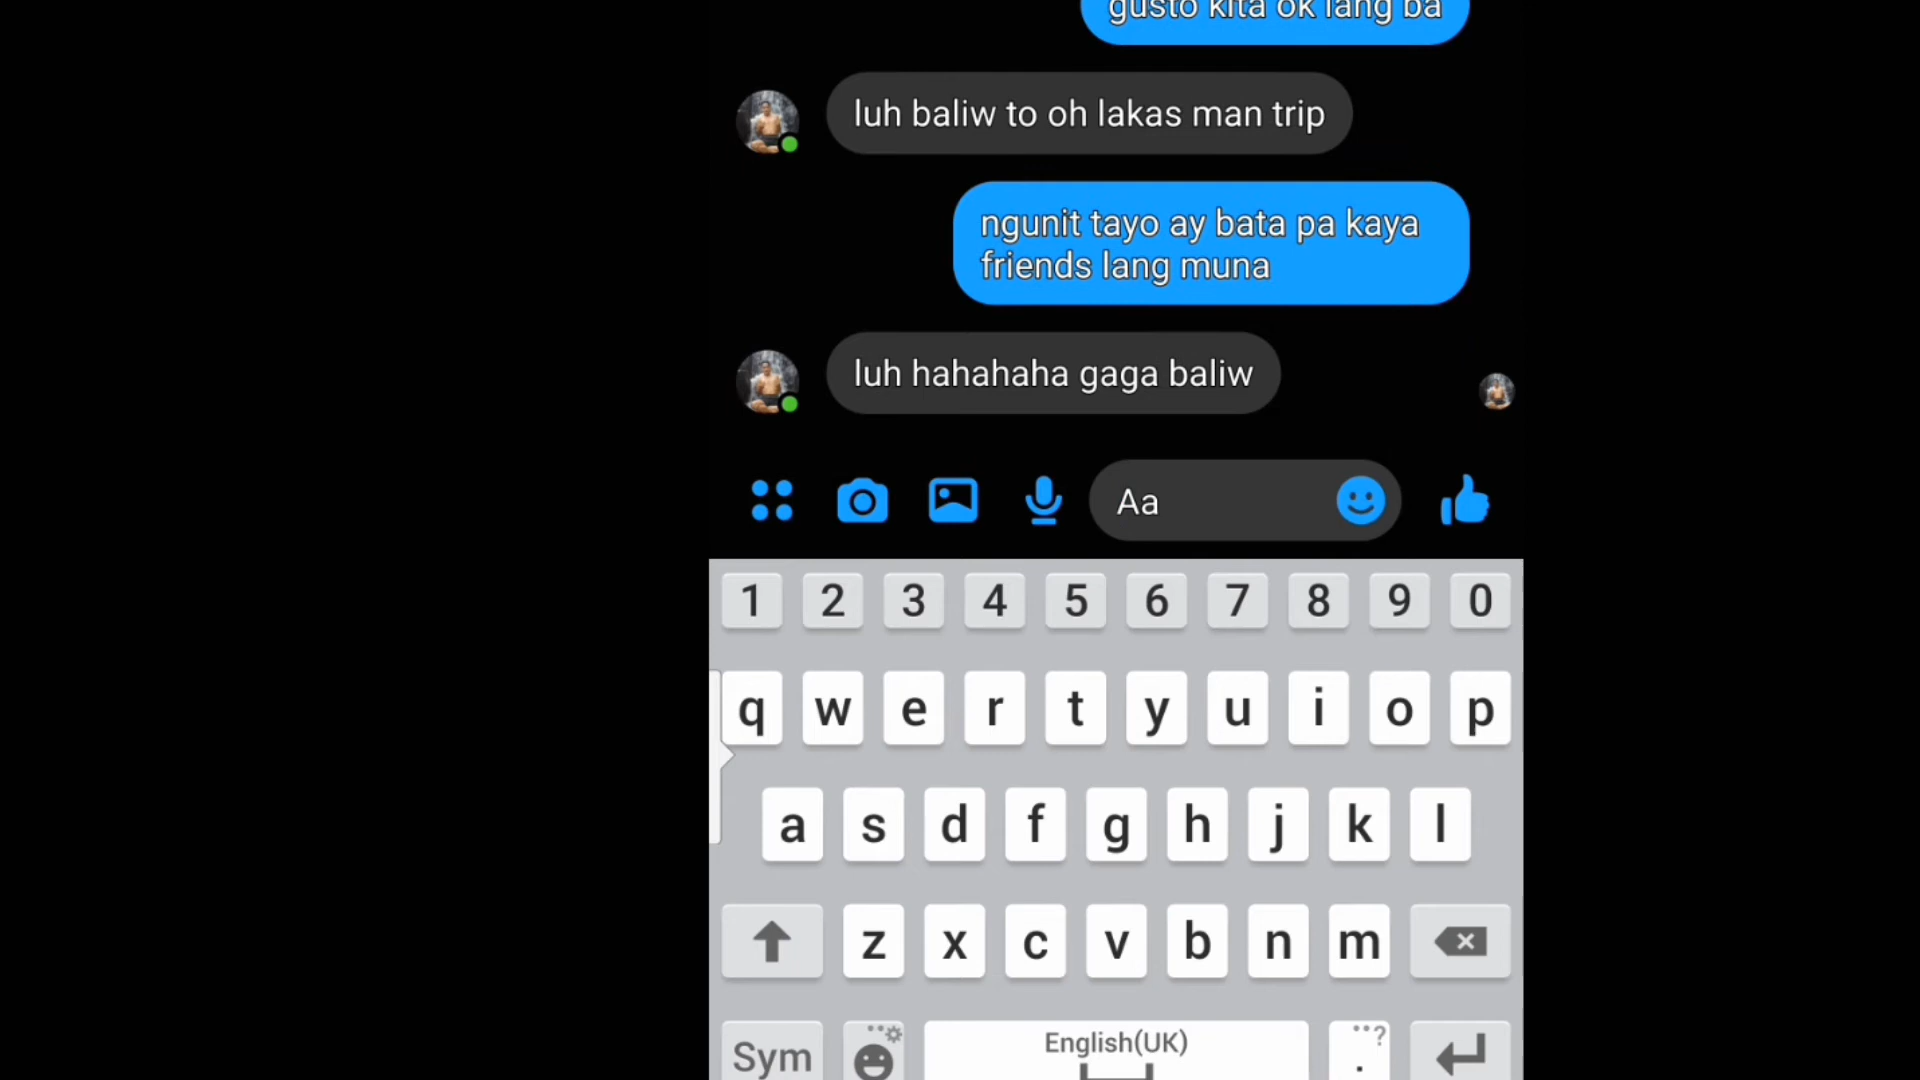 gusto kita ok lang ba
luh baliw to oh lakas man trip
ngunit tayo ay bata pa kaya
friends lang muna
luh hahahaha gaga baliw
Aa
1 2 3 4 5 6 7 8 9 0
q w e r t y u i o p
a s d f g h j k l
z x c v b n m
Sym English(UK) . ?